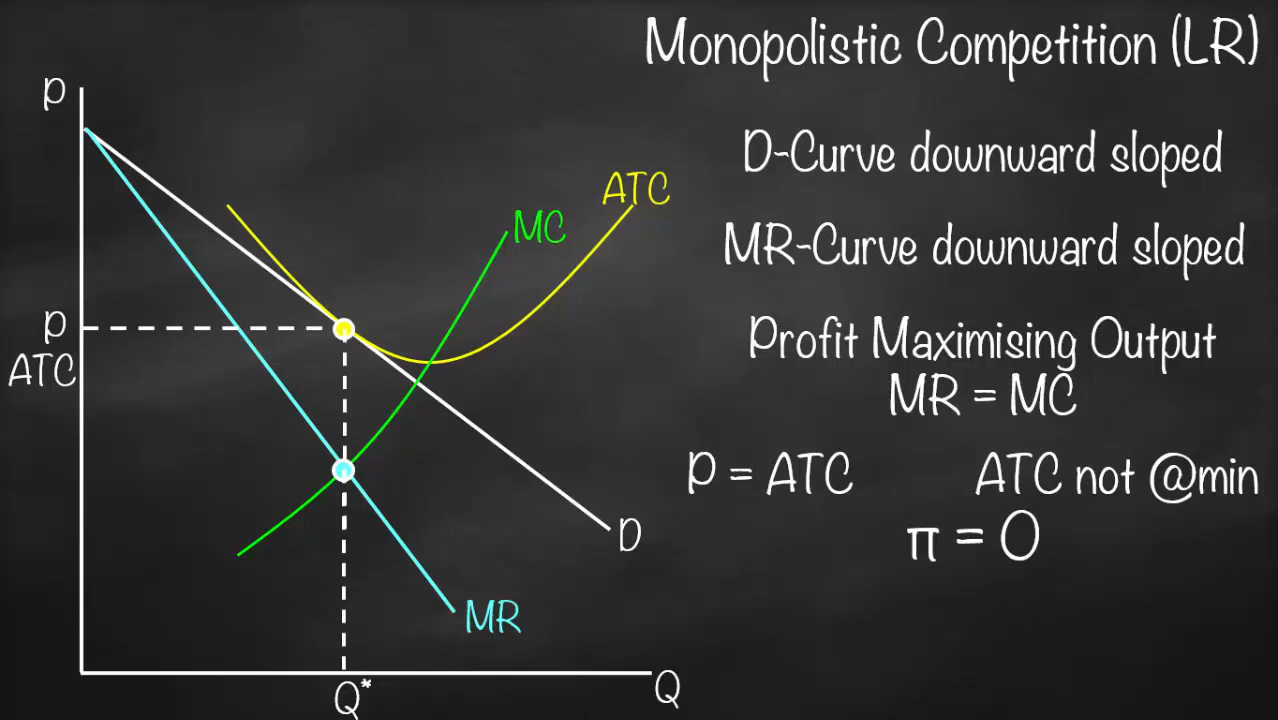 Monopolistic Competition (LR)
P
D-Curve downward sloped
ATC
MC
MR-Curve downward sloped
P
ATC
Profit Maximising Output
MR = MC
P = ATC
ATC not @min
π = 0
D
MR
Q*
Q